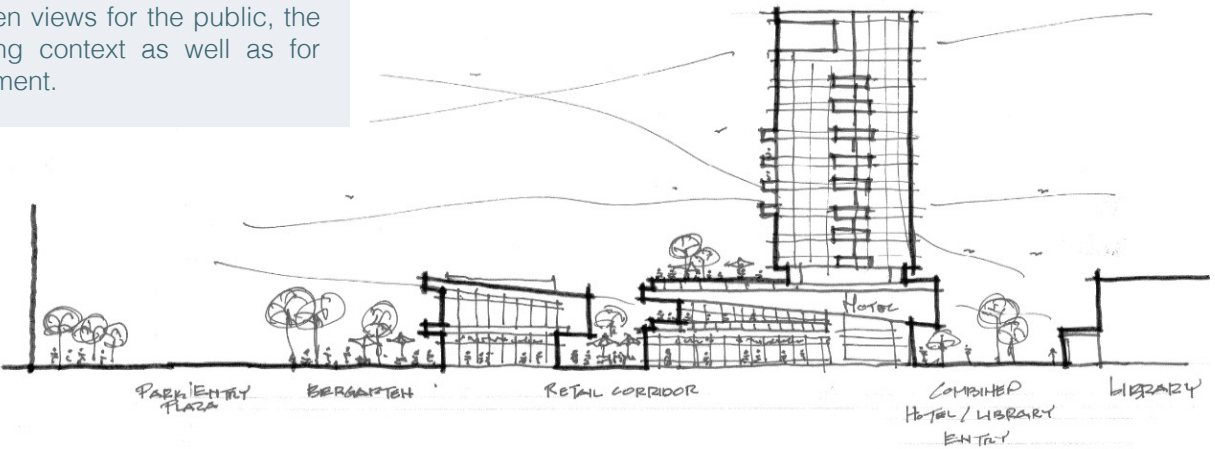 en views for the public, the
ng context as well as for
ment.
HOTEL
PARK/ENTRY
PLAZA
BERGARTEN
RETAIL CORRIDOR
COMBINED
HOTEL / LIBRARY
ENTRY
LIBRARY